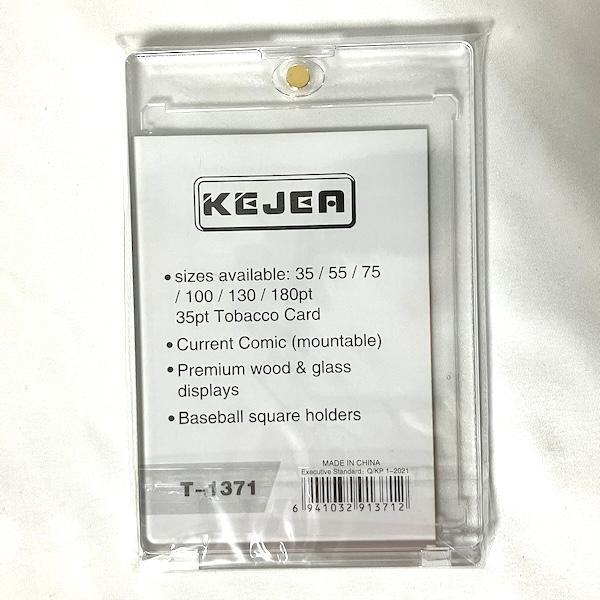 KEJEA
• sizes available: 35 / 55 / 75
/ 100 / 130 / 180pt
35pt Tobacco Card
• Current Comic (mountable)
• Premium wood & glass
displays
• Baseball square holders
MADE IN CHINA
Executive Standard: Q/KP 1-2021
T-1371
6 941032 913712